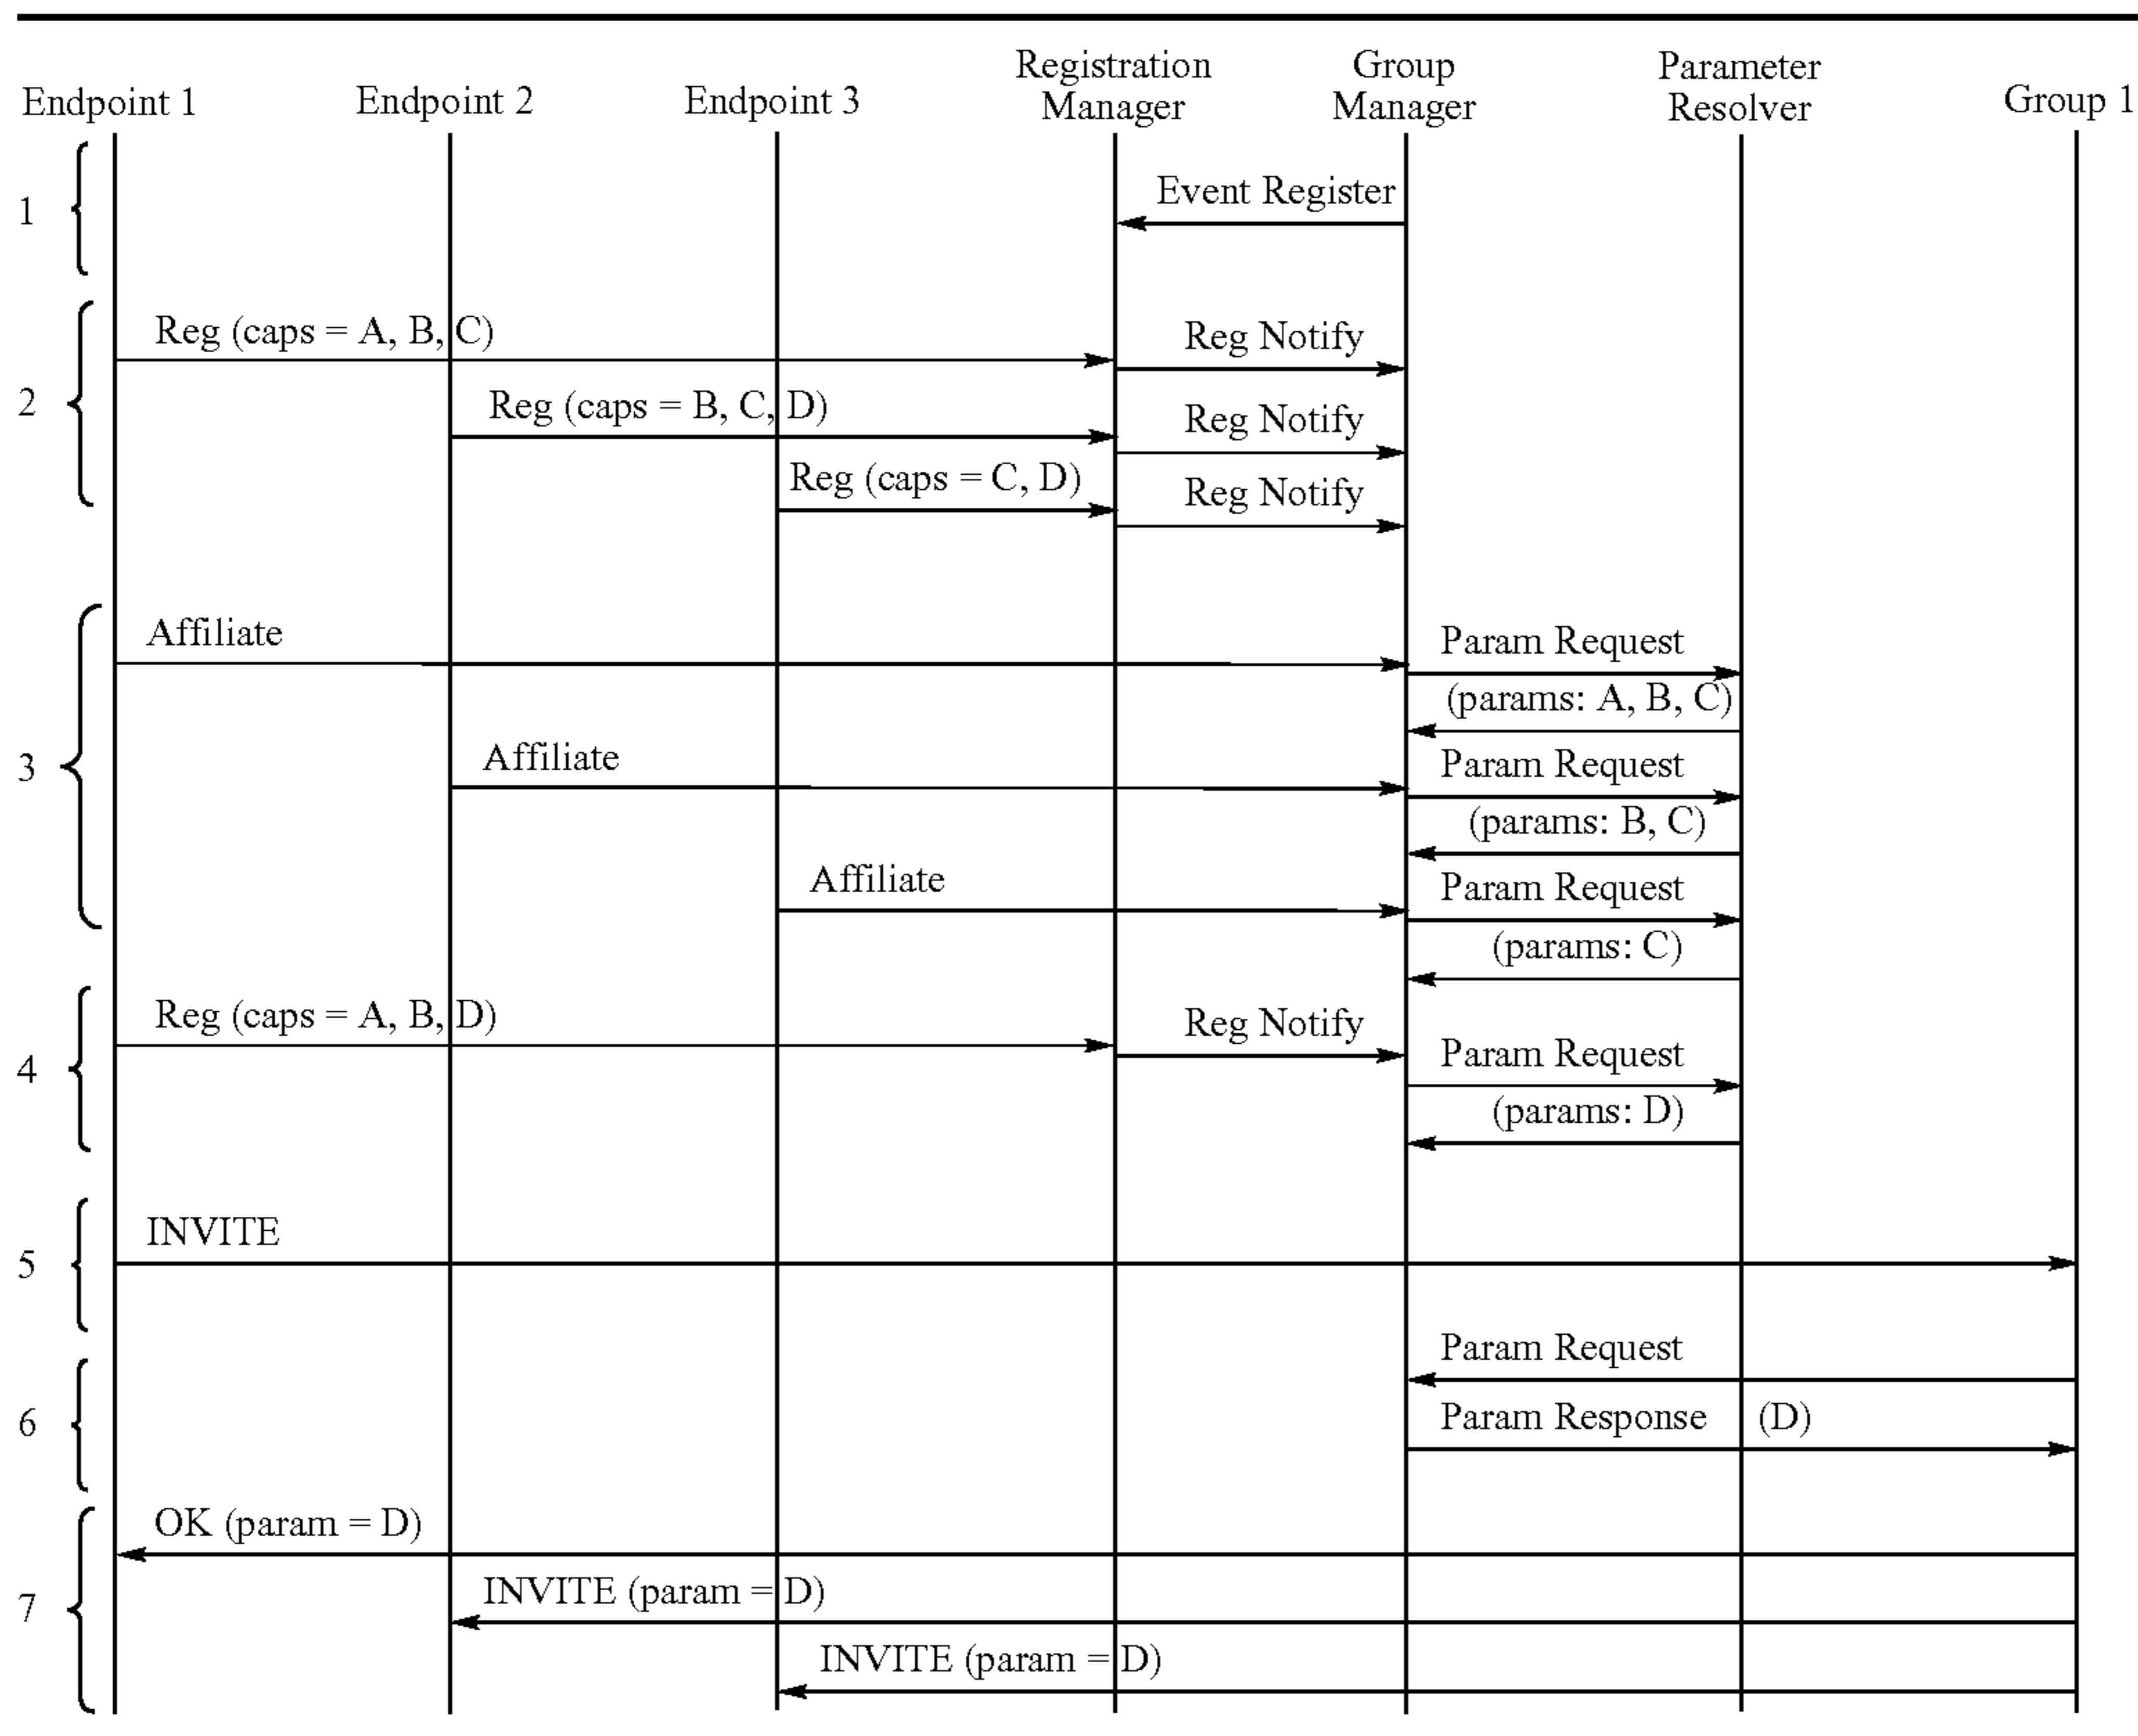 Endpoint 1
Endpoint 2
Endpoint 3
Registration
Manager
Group
Manager
Parameter
Resolver
Group 1
1
Event Register
2
Reg (caps = A, B, C)
Reg Notify
Reg (caps = B, C, D)
Reg Notify
Reg (caps = C, D)
Reg Notify
3
Affiliate
Param Request
(params: A, B, C)
Affiliate
Param Request
(params: B, C)
Affiliate
Param Request
(params: C)
4
Reg (caps = A, B, D)
Reg Notify
Param Request
(params: D)
5
INVITE
6
Param Request
Param Response (D)
7
OK (param = D)
INVITE (param = D)
INVITE (param = D)